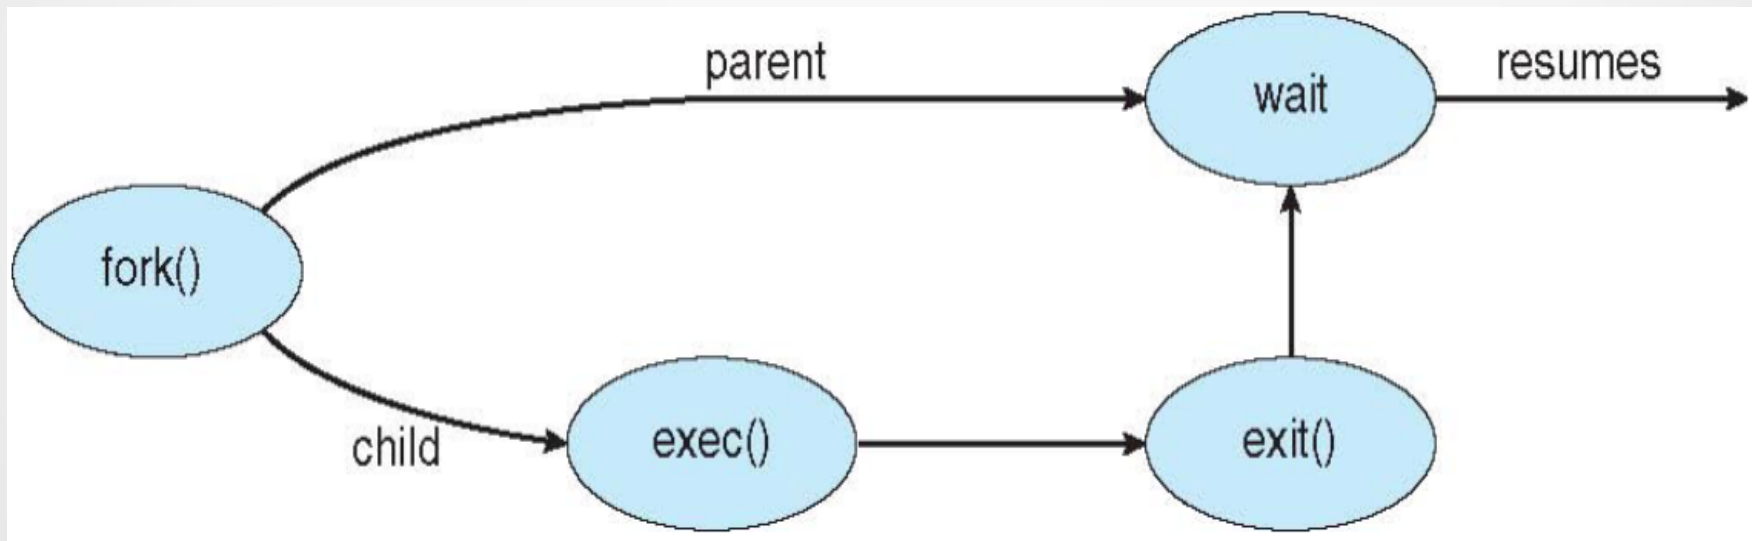 parent
wait
resumes
fork()
child
exec()
exit()